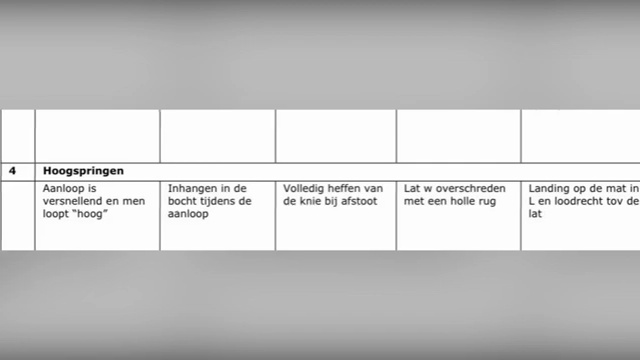 4 Hoogspringen
Aanloop is
versnellend en men
loopt "hoog"
Inhangen in de
bocht tijdens de
aanloop
Volledig heffen van
de knie bij afstoot
Lat w overschreden
met een holle rug
Landing op de mat in
L en loodrecht tov de
lat